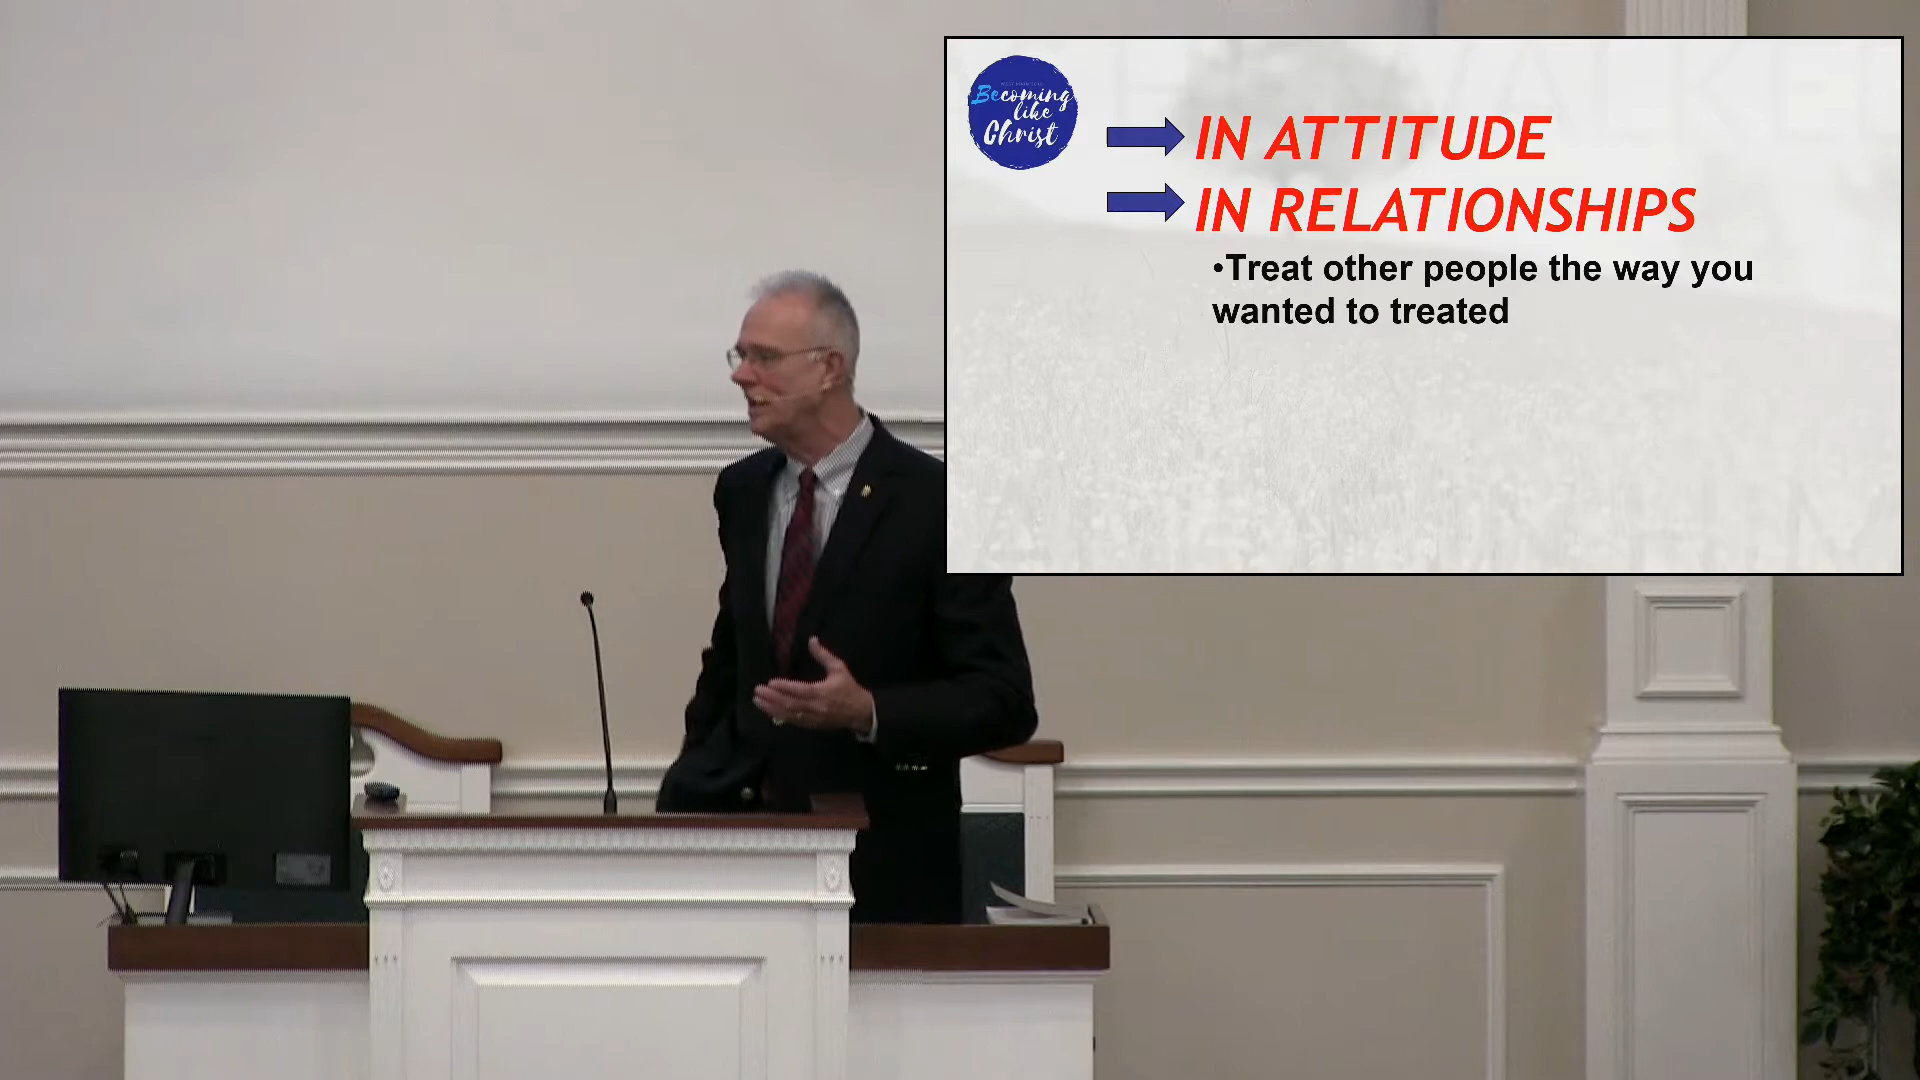 Becoming
like
Christ
IN ATTITUDE
IN RELATIONSHIPS
•Treat other people the way you
wanted to treated